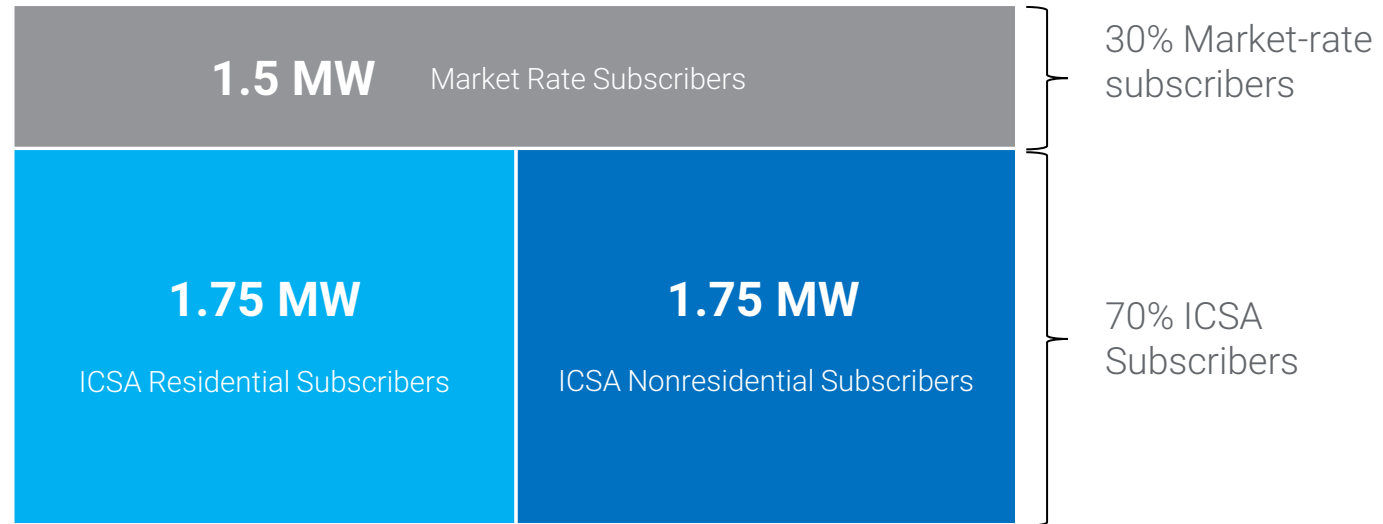 1.5 MW Market Rate Subscribers
30% Market-rate
subscribers
1.75 MW
ICSA Residential Subscribers
1.75 MW
ICSA Nonresidential Subscribers
70% ICSA
Subscribers